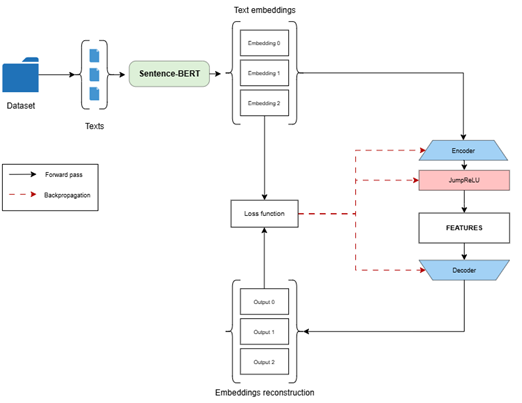 Text embeddings
Embedding 0
Sentence-BERT
Embedding 1
Embedding 2
Dataset
Texts
Encoder
JumpReLU
Forward pass
Backpropagation
Loss function
FEATURES
Decoder
Output 0
Output 1
Output 2
Embeddings reconstruction